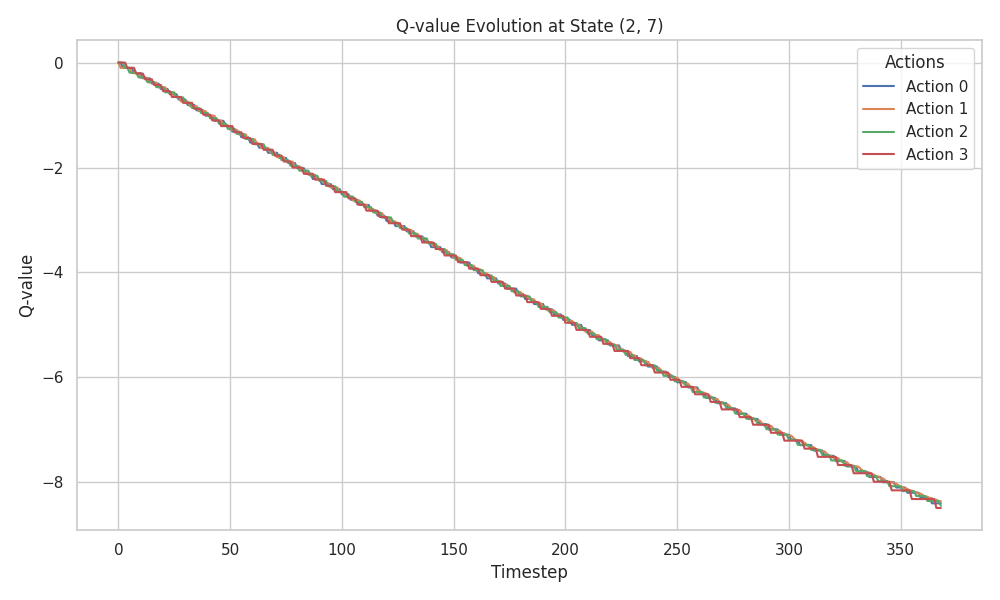 Q-value Evolution at State (2, 7)
Actions
Action 0
Action 1
Action 2
Action 3
Q-value
0
−2
−4
−6
−8
0 50 100 150 200 250 300 350
Timestep